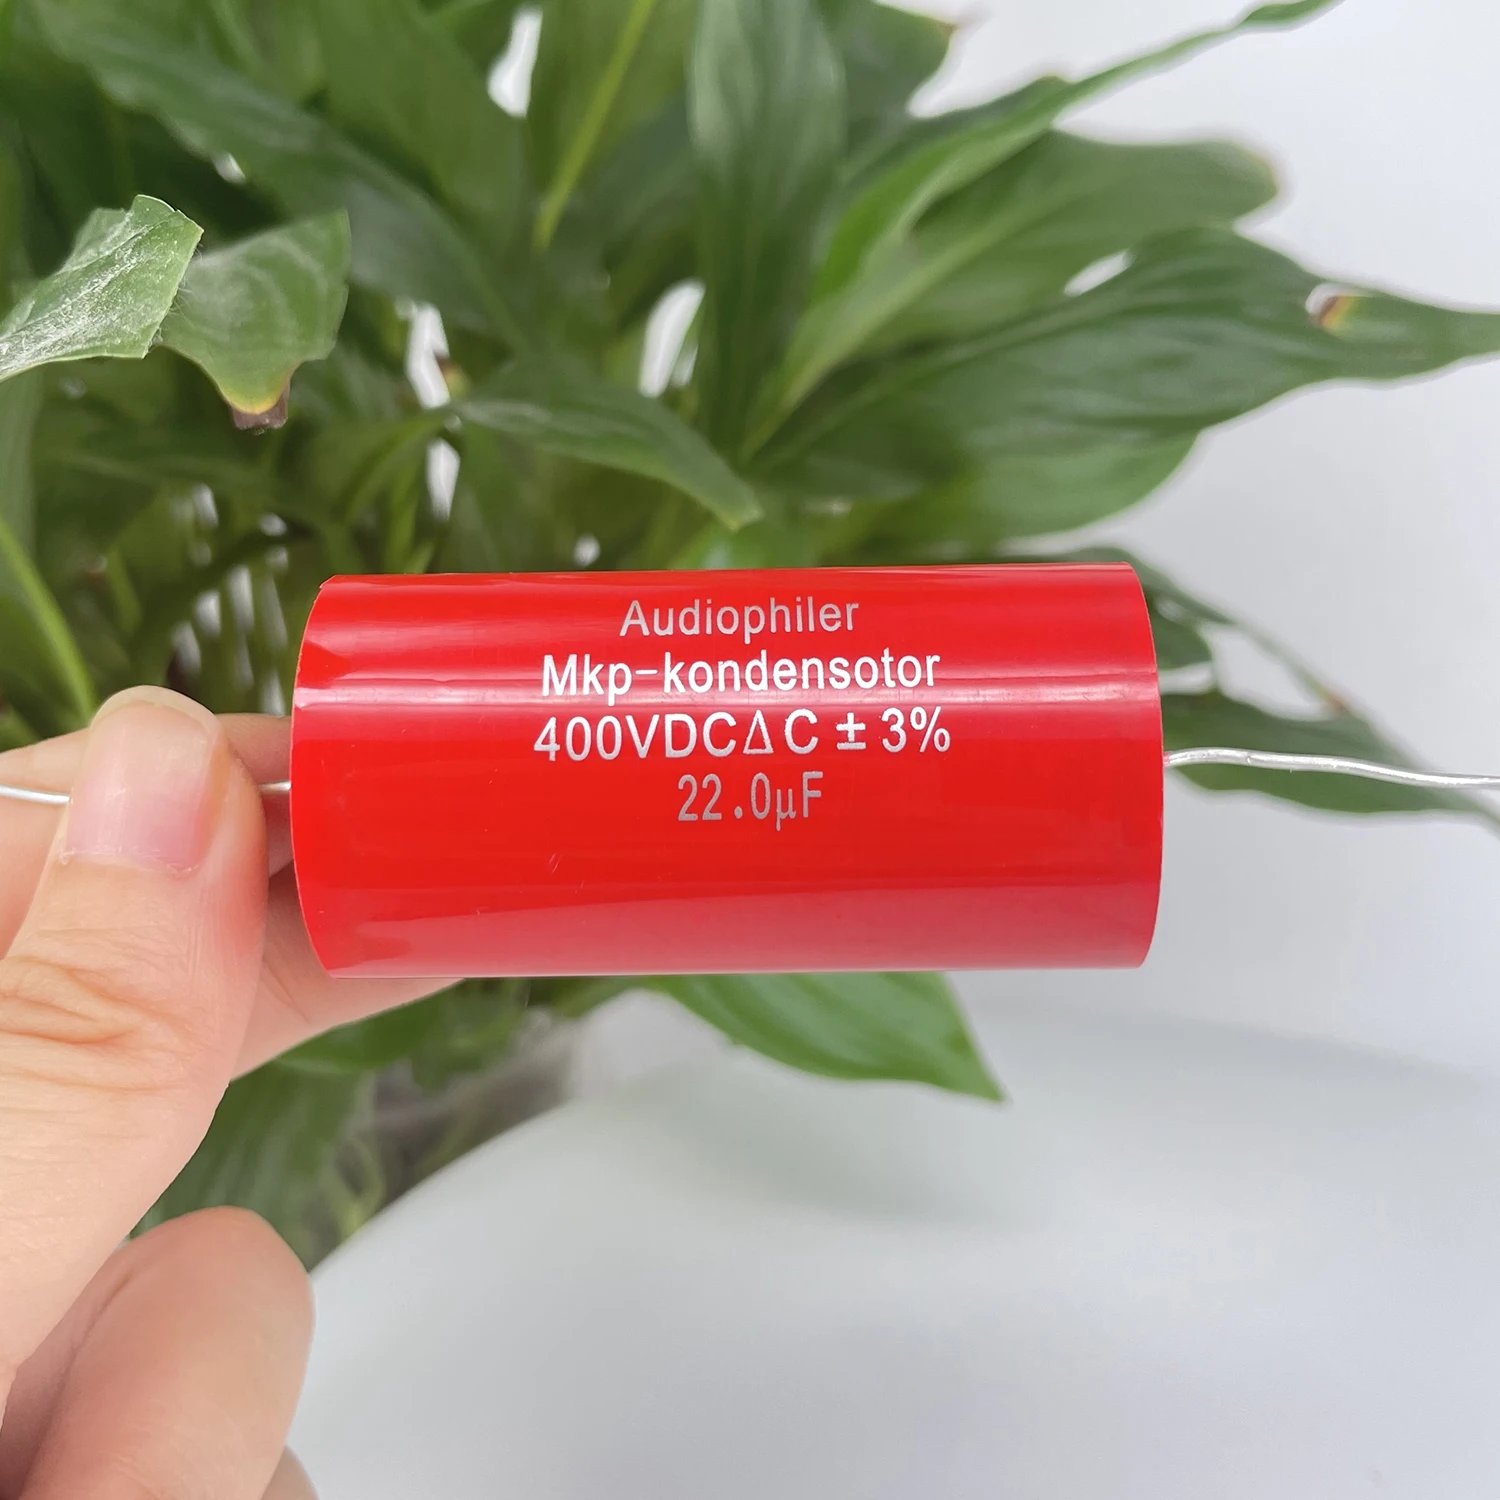 Audiophiler
Mkp-kondensotor
400VDCΔC ± 3%
22.0μF